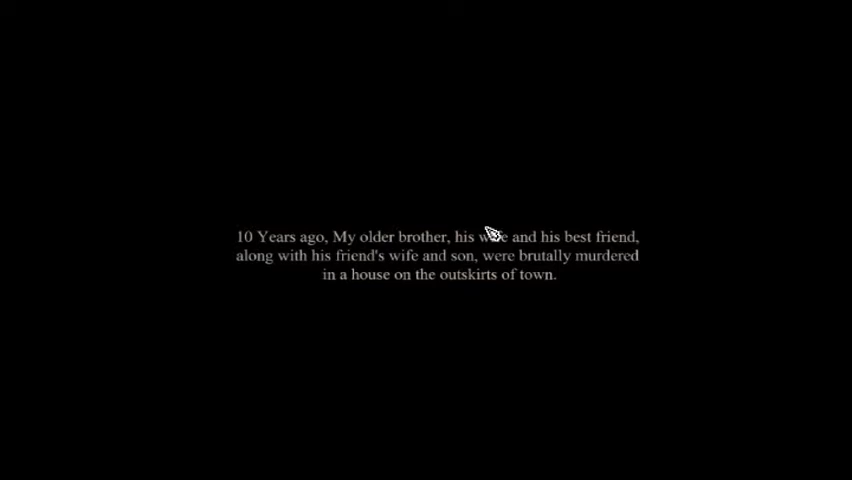 10 Years ago, My older brother, his wife and his best friend,
along with his friend's wife and son, were brutally murdered
in a house on the outskirts of town.